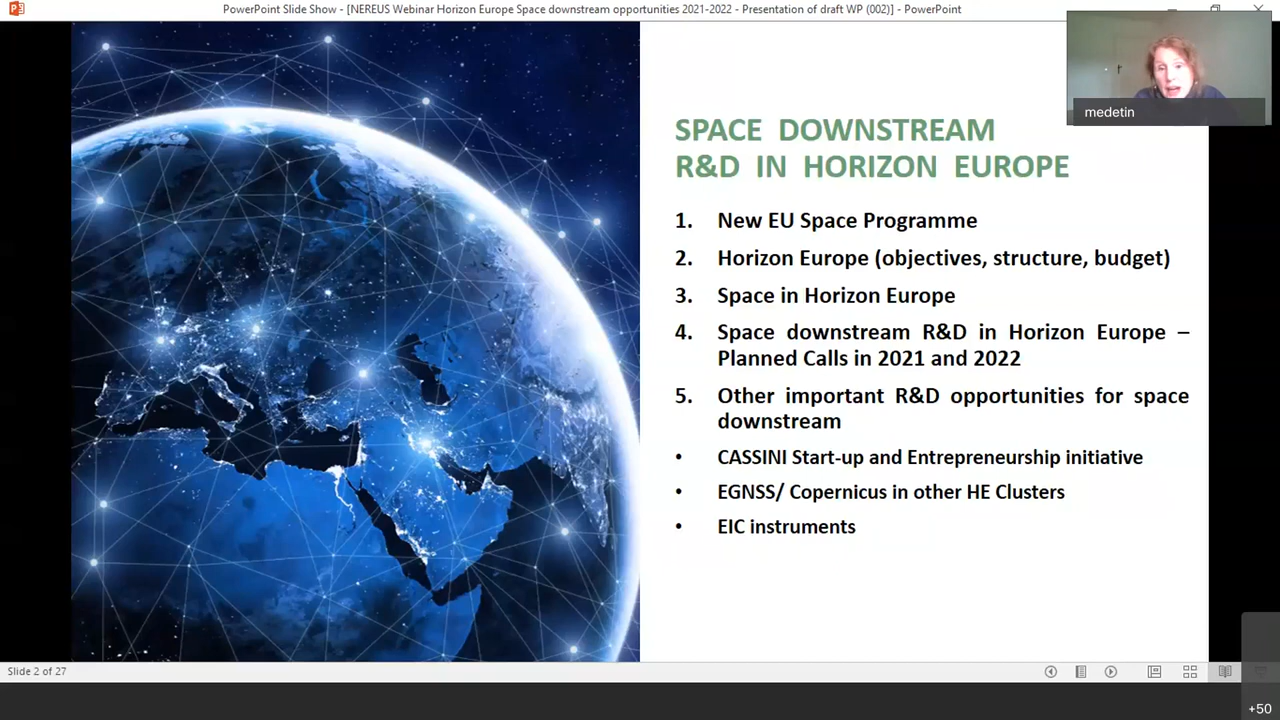 PowerPoint Slide Show - [NEREUS Webinar Horizon Europe Space downstream opportunities 2021-2022 - Presentation of draft WP (002)] - PowerPoint
medetin
SPACE DOWNSTREAM
R&D IN HORIZON EUROPE
1. New EU Space Programme
2. Horizon Europe (objectives, structure, budget)
3. Space in Horizon Europe
4. Space downstream R&D in Horizon Europe –
Planned Calls in 2021 and 2022
5. Other important R&D opportunities for space
downstream
• CASSINI Start-up and Entrepreneurship initiative
• EGNSS/ Copernicus in other HE Clusters
• EIC instruments
Slide 2 of 27
+50